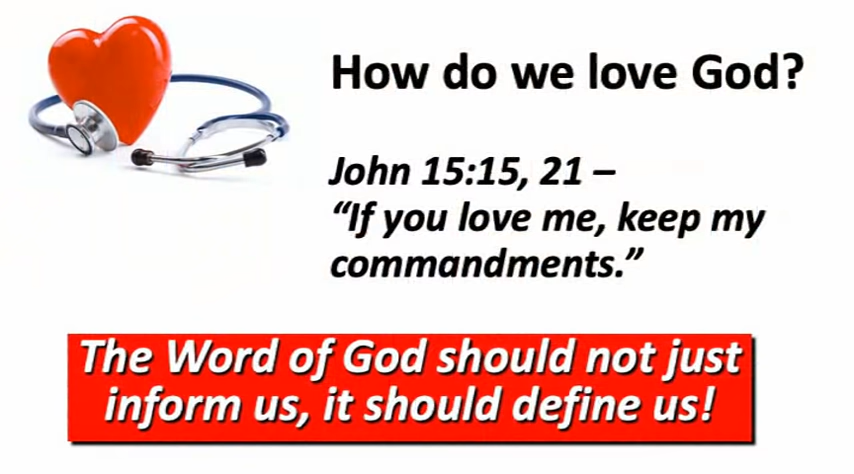 How do we love God?
John 15:15, 21 –
“If you love me, keep my
commandments.”
The Word of God should not just
inform us, it should define us!